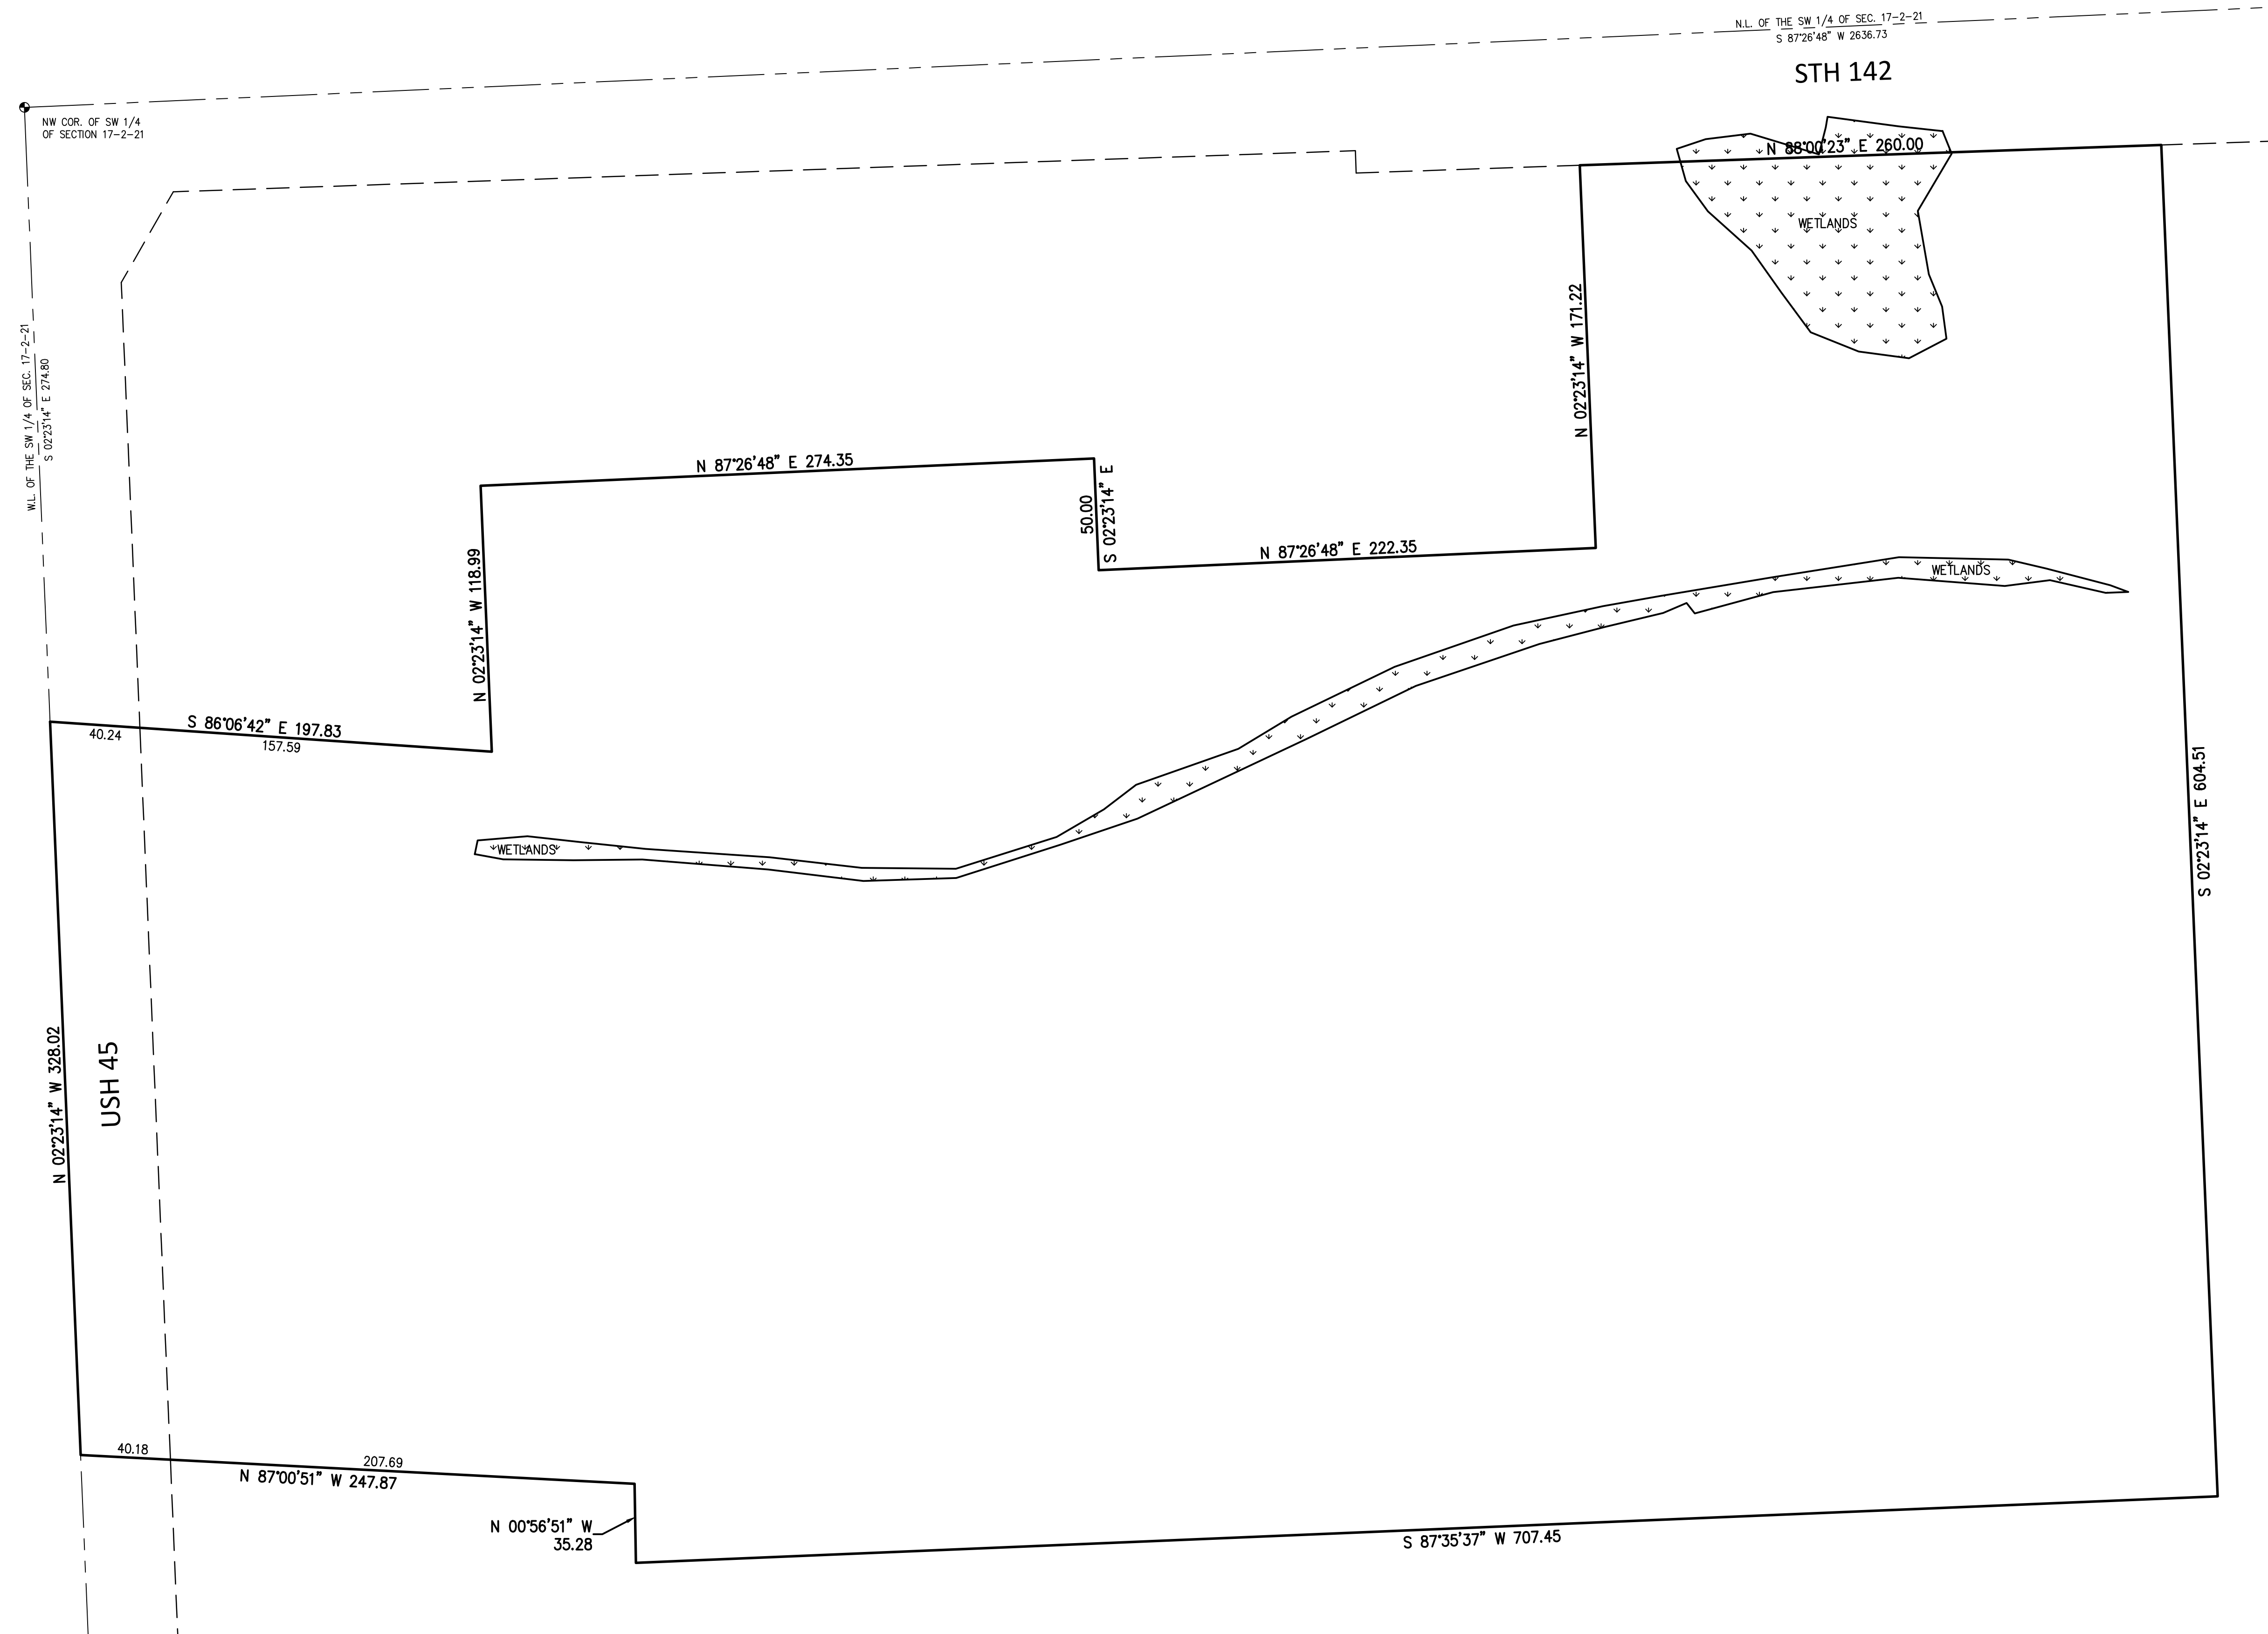 N.L. OF THE SW 1/4 OF SEC. 17-2-21
S 87°26'48" W 2636.73
STH 142
NW COR. OF SW 1/4
OF SECTION 17-2-21
N 88°00'23" E 260.00
WETLANDS
W.L. OF THE SW 1/4 OF SEC. 17-2-21
S 02°23'14" E 274.80
N 02°23'14" W 171.22
N 87°26'48" E 274.35
50.00
S 02°23'14" E
N 87°26'48" E 222.35
N 02°23'14" W 118.99
WETLANDS
S 86°06'42" E 197.83
40.24
157.59
S 02°23'14" E 604.51
WETLANDS
N 02°23'14" W 328.02
USH 45
40.18
207.69
N 87°00'51" W 247.87
N 00°56'51" W
35.28
S 87°35'37" W 707.45